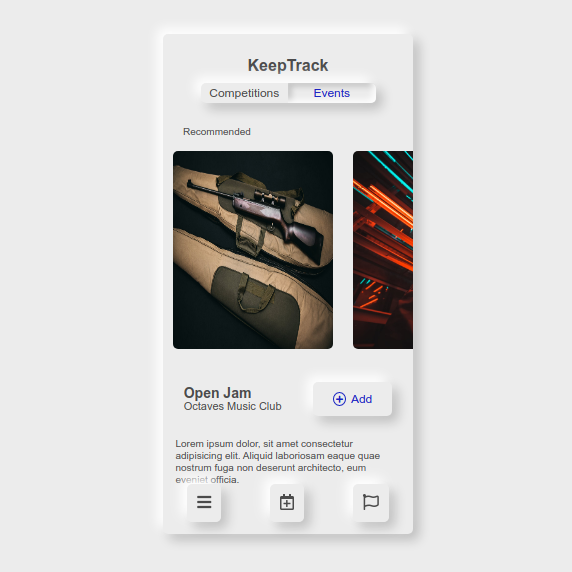 KeepTrack
Competitions Events
Recommended
Open Jam
Octaves Music Club
Add
Lorem ipsum dolor, sit amet consectetur
adipisicing elit. Aliquid laboriosam eaque quae
nostrum fuga non deserunt architecto, eum
eveniet officia.